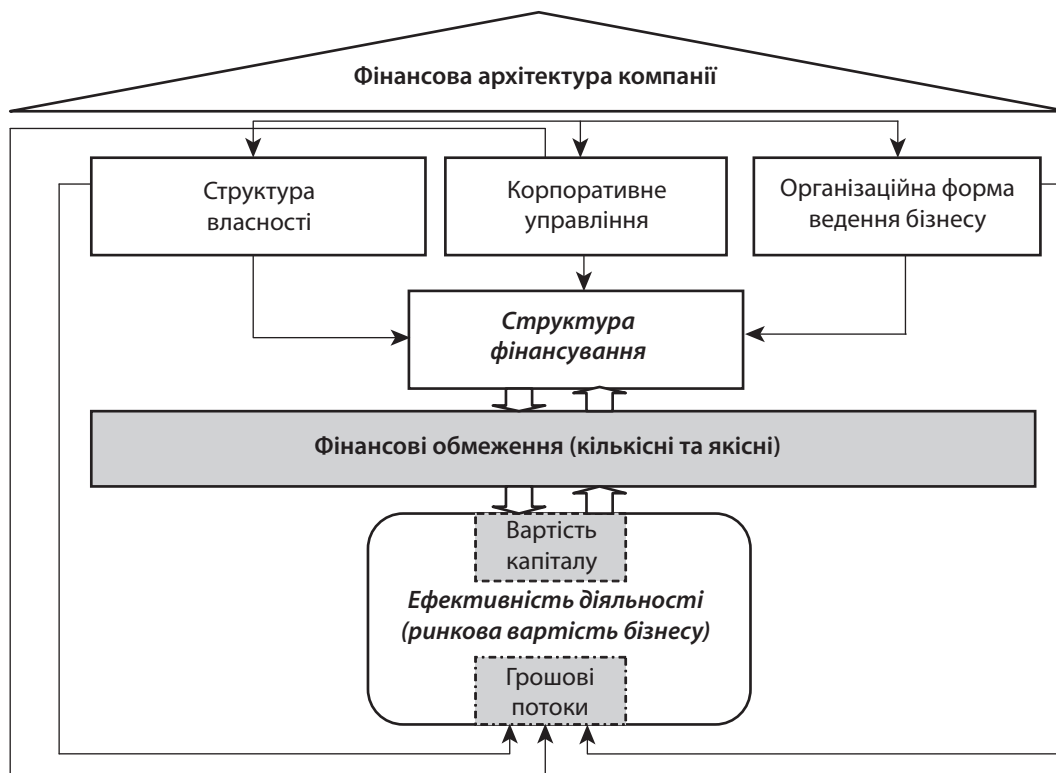 Фінансова архітектура компанії
Структура
власності
Корпоративне
управління
Організаційна форма
ведення бізнесу
Структура
фінансування
Фінансові обмеження (кількісні та якісні)
Вартість
капіталу
Ефективність діяльності
(ринкова вартість бізнесу)
Грошові
потоки